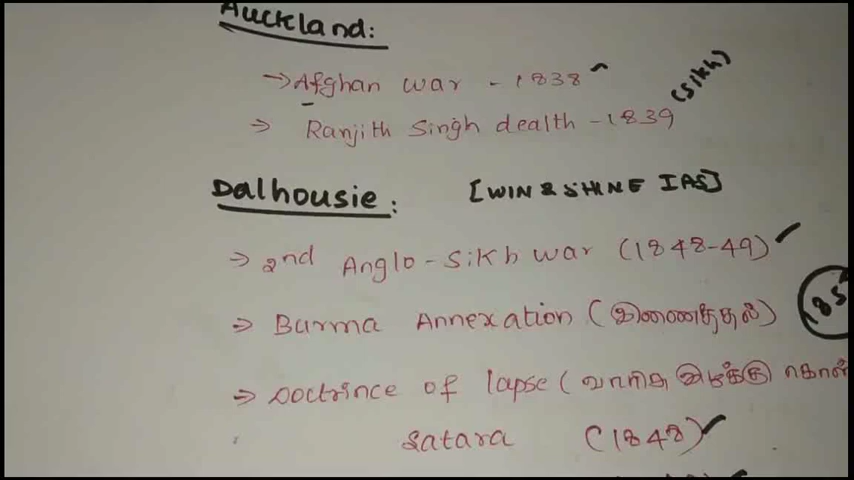 Auckland:
→ Afghan war - 1838
→ Ranjith Singh dealth - 1839 (Sikh)
Dalhousie: [WIN & SHINE IAS]
→ 2nd Anglo-Sikh war (1848-49)
→ Burma Annexation (இணைத்தல்)
→ Doctrince of lapse (வாரிசு இழப்பு கொள்
Satara (1848)